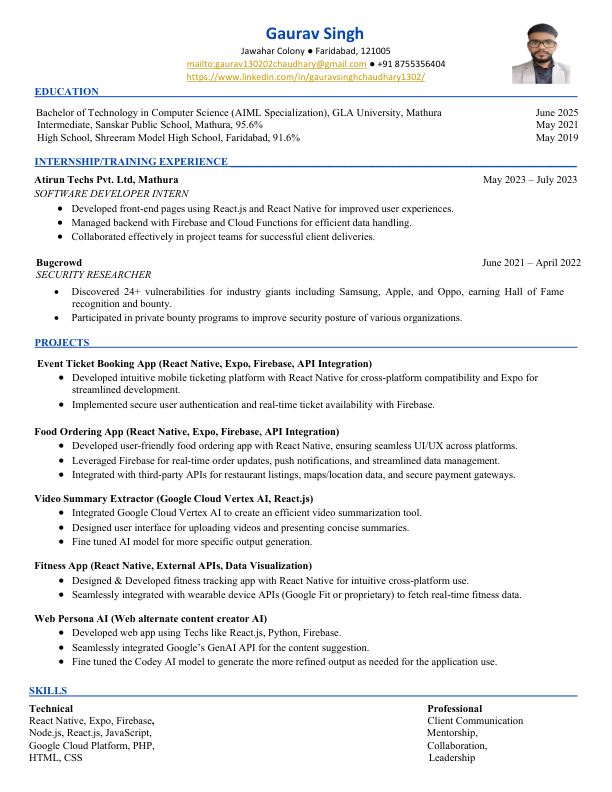 Gaurav Singh
Jawahar Colony ● Faridabad, 121005
mailto:gaurav130202chaudhary@gmail.com ● +91 8755356404
https://www.linkedin.com/in/gauravsinghchaudhary1302/
EDUCATION
Bachelor of Technology in Computer Science (AIML Specialization), GLA University, Mathura June 2025
Intermediate, Sanskar Public School, Mathura, 95.6% May 2021
High School, Shreeram Model High School, Faridabad, 91.6% May 2019
INTERNSHIP/TRAINING EXPERIENCE
Atirun Techs Pvt. Ltd, Mathura May 2023 – July 2023
SOFTWARE DEVELOPER INTERN
● Developed front-end pages using React.js and React Native for improved user experiences.
● Managed backend with Firebase and Cloud Functions for efficient data handling.
● Collaborated effectively in project teams for successful client deliveries.
Bugcrowd June 2021 – April 2022
SECURITY RESEARCHER
● Discovered 24+ vulnerabilities for industry giants including Samsung, Apple, and Oppo, earning Hall of Fame
recognition and bounty.
● Participated in private bounty programs to improve security posture of various organizations.
PROJECTS
Event Ticket Booking App (React Native, Expo, Firebase, API Integration)
● Developed intuitive mobile ticketing platform with React Native for cross-platform compatibility and Expo for
streamlined development.
● Implemented secure user authentication and real-time ticket availability with Firebase.
Food Ordering App (React Native, Expo, Firebase, API Integration)
● Developed user-friendly food ordering app with React Native, ensuring seamless UI/UX across platforms.
● Leveraged Firebase for real-time order updates, push notifications, and streamlined data management.
● Integrated with third-party APIs for restaurant listings, maps/location data, and secure payment gateways.
Video Summary Extractor (Google Cloud Vertex AI, React.js)
● Integrated Google Cloud Vertex AI to create an efficient video summarization tool.
● Designed user interface for uploading videos and presenting concise summaries.
● Fine tuned AI model for more specific output generation.
Fitness App (React Native, External APIs, Data Visualization)
● Designed & Developed fitness tracking app with React Native for intuitive cross-platform use.
● Seamlessly integrated with wearable device APIs (Google Fit or proprietary) to fetch real-time fitness data.
Web Persona AI (Web alternate content creator AI)
● Developed web app using Techs like React.js, Python, Firebase.
● Seamlessly integrated Google's GenAI API for the content suggestion.
● Fine tuned the Codey AI model to generate the more refined output as needed for the application use.
SKILLS
Technical Professional
React Native, Expo, Firebase, Client Communication
Node.js, React.js, JavaScript, Mentorship,
Google Cloud Platform, PHP, Collaboration,
HTML, CSS Leadership